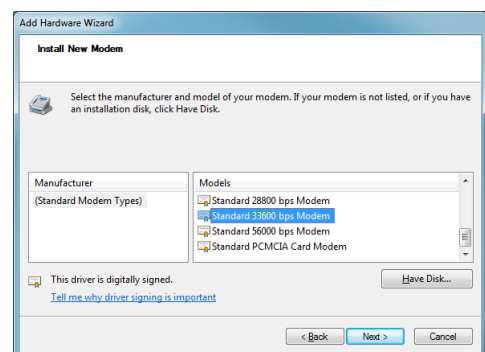 Add Hardware Wizard
Install New Modem
Select the manufacturer and model of your modem. If your modem is not listed, or if you have
an installation disk, click Have Disk.
Manufacturer
(Standard Modem Types)
Models
Standard 28800 bps Modem
Standard 33600 bps Modem
Standard 56000 bps Modem
Standard PCMCIA Card Modem
This driver is digitally signed.
Tell me why driver signing is important
Have Disk...
< Back Next > Cancel